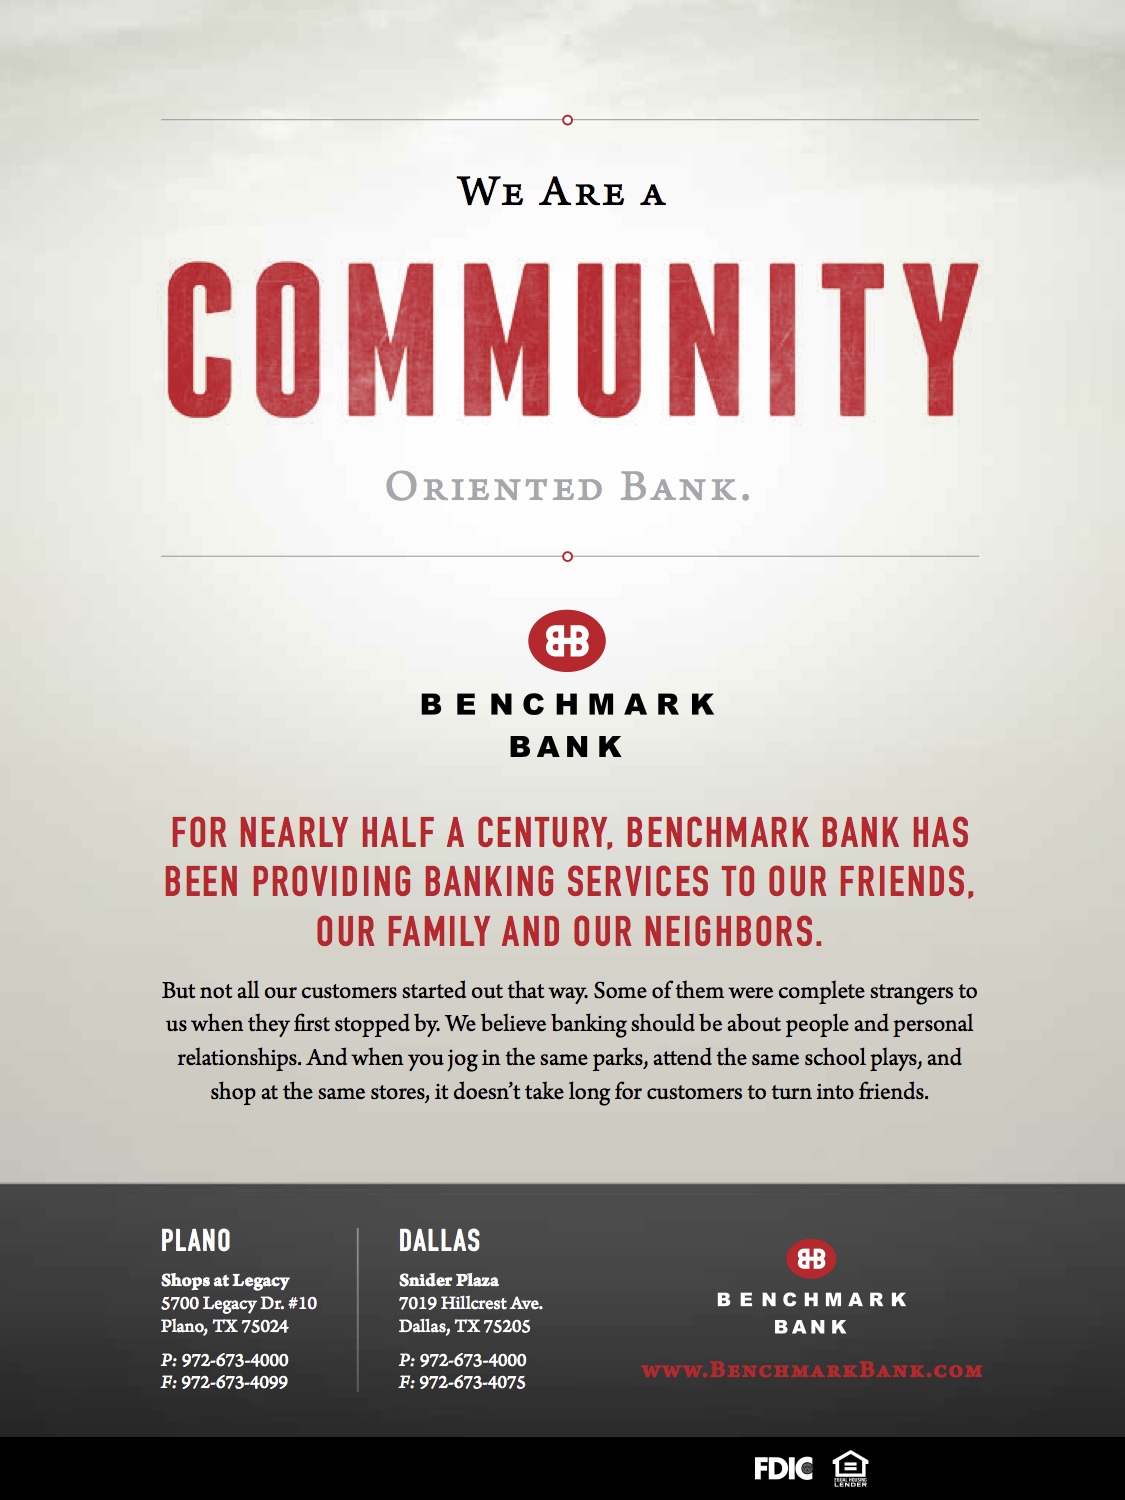 We Are a
COMMUNITY
Oriented Bank.
BB
BENCHMARK
BANK
FOR NEARLY HALF A CENTURY, BENCHMARK BANK HAS
BEEN PROVIDING BANKING SERVICES TO OUR FRIENDS,
OUR FAMILY AND OUR NEIGHBORS.
But not all our customers started out that way. Some of them were complete strangers to
us when they first stopped by. We believe banking should be about people and personal
relationships. And when you jog in the same parks, attend the same school plays, and
shop at the same stores, it doesn’t take long for customers to turn into friends.
PLANO
Shops at Legacy
5700 Legacy Dr. #10
Plano, TX 75024
P: 972-673-4000
F: 972-673-4099
DALLAS
Snider Plaza
7019 Hillcrest Ave.
Dallas, TX 75205
P: 972-673-4000
F: 972-673-4075
BB
BENCHMARK
BANK
www.BenchmarkBank.com
FDIC
EQUAL HOUSING
LENDER